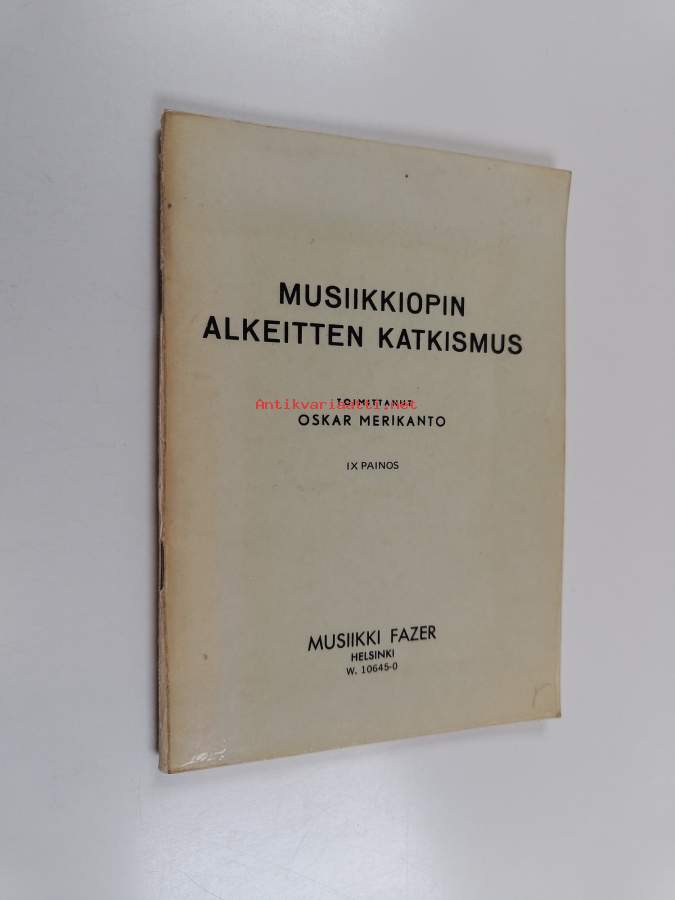 MUSIIKKIOPIN
ALKEITTEN KATKISMUS
TOIMITTANUT
Antikvariaatti.net
OSKAR MERIKANTO
IX PAINOS
MUSIIKKI FAZER
HELSINKI
W. 10645-0